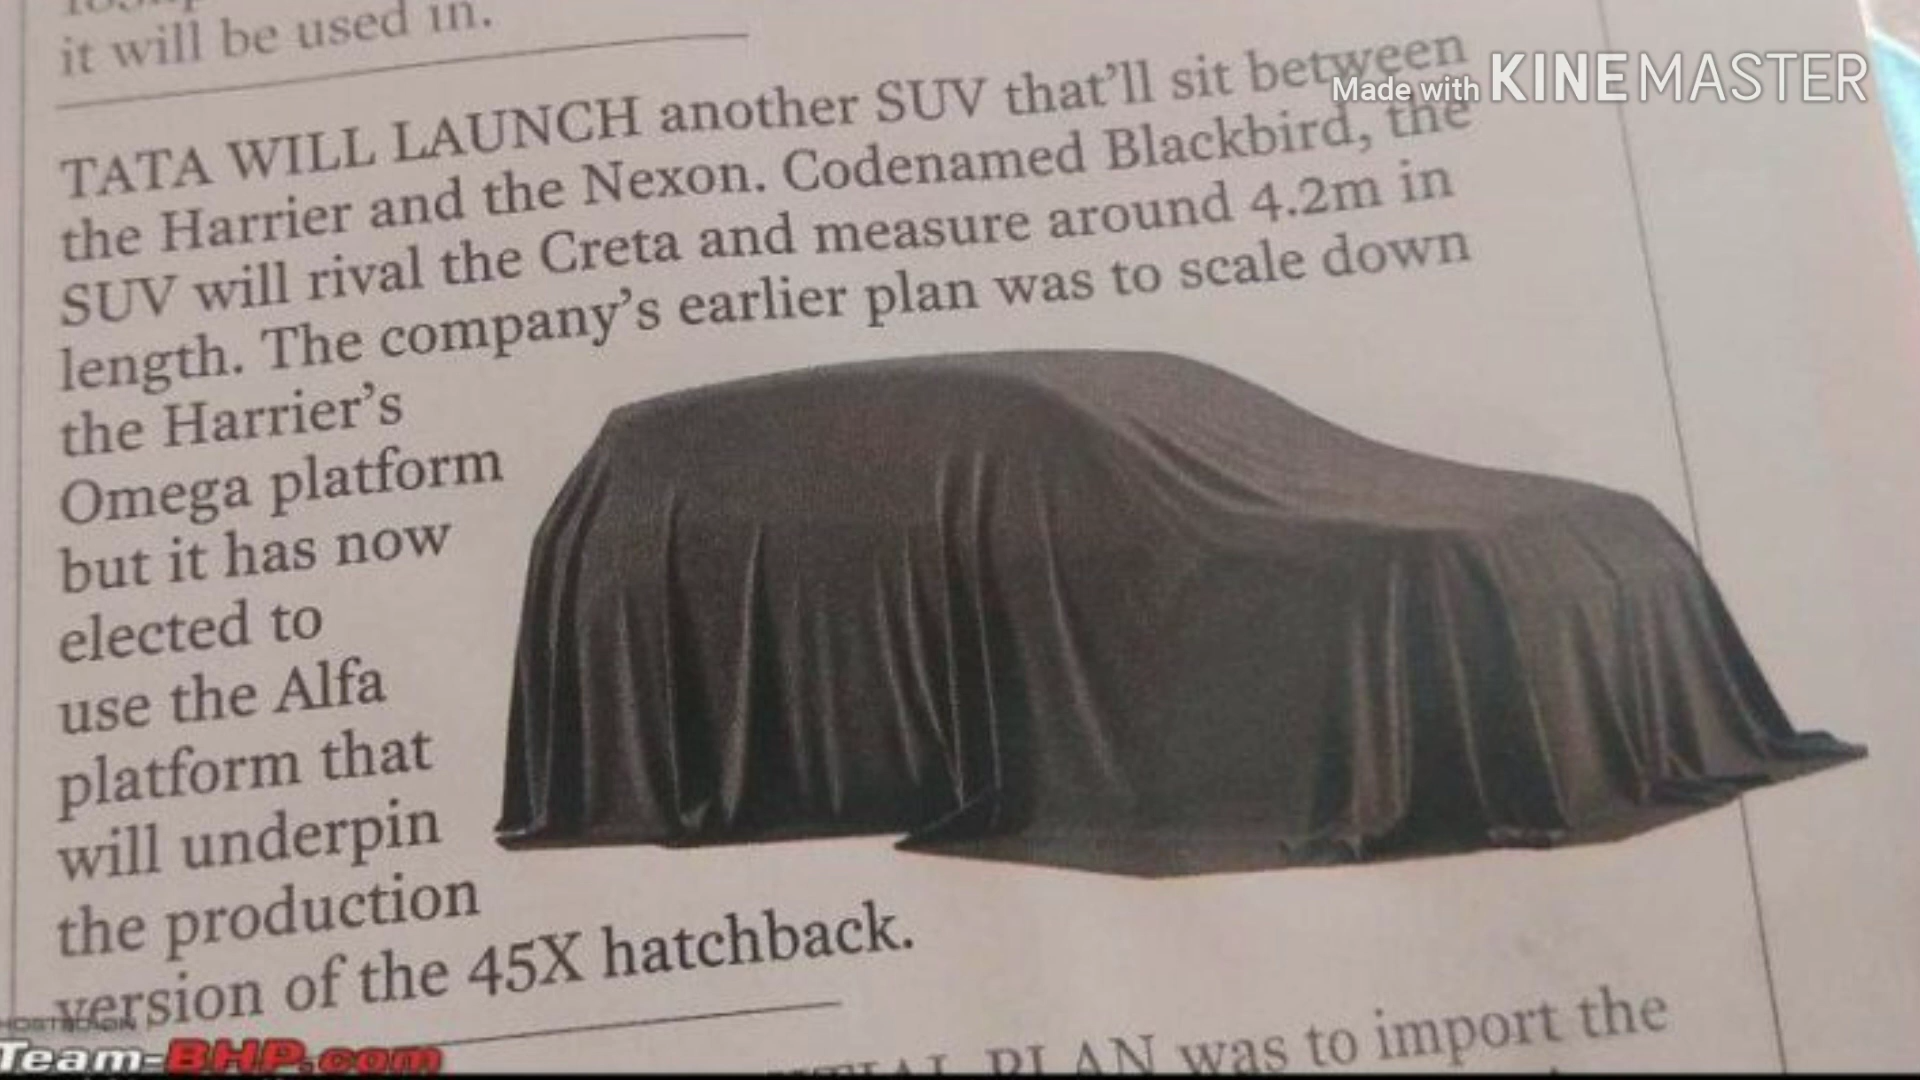 it will be used in.
TATA WILL LAUNCH another SUV that'll sit between
the Harrier and the Nexon. Codenamed Blackbird, the
SUV will rival the Creta and measure around 4.2m in
length. The company's earlier plan was to scale down
the Harrier's
Omega platform
but it has now
elected to
use the Alfa
platform that
will underpin
the production
version of the 45X hatchback.
PLAN was to import the
Made with KINEMASTER
Team-BHP.com